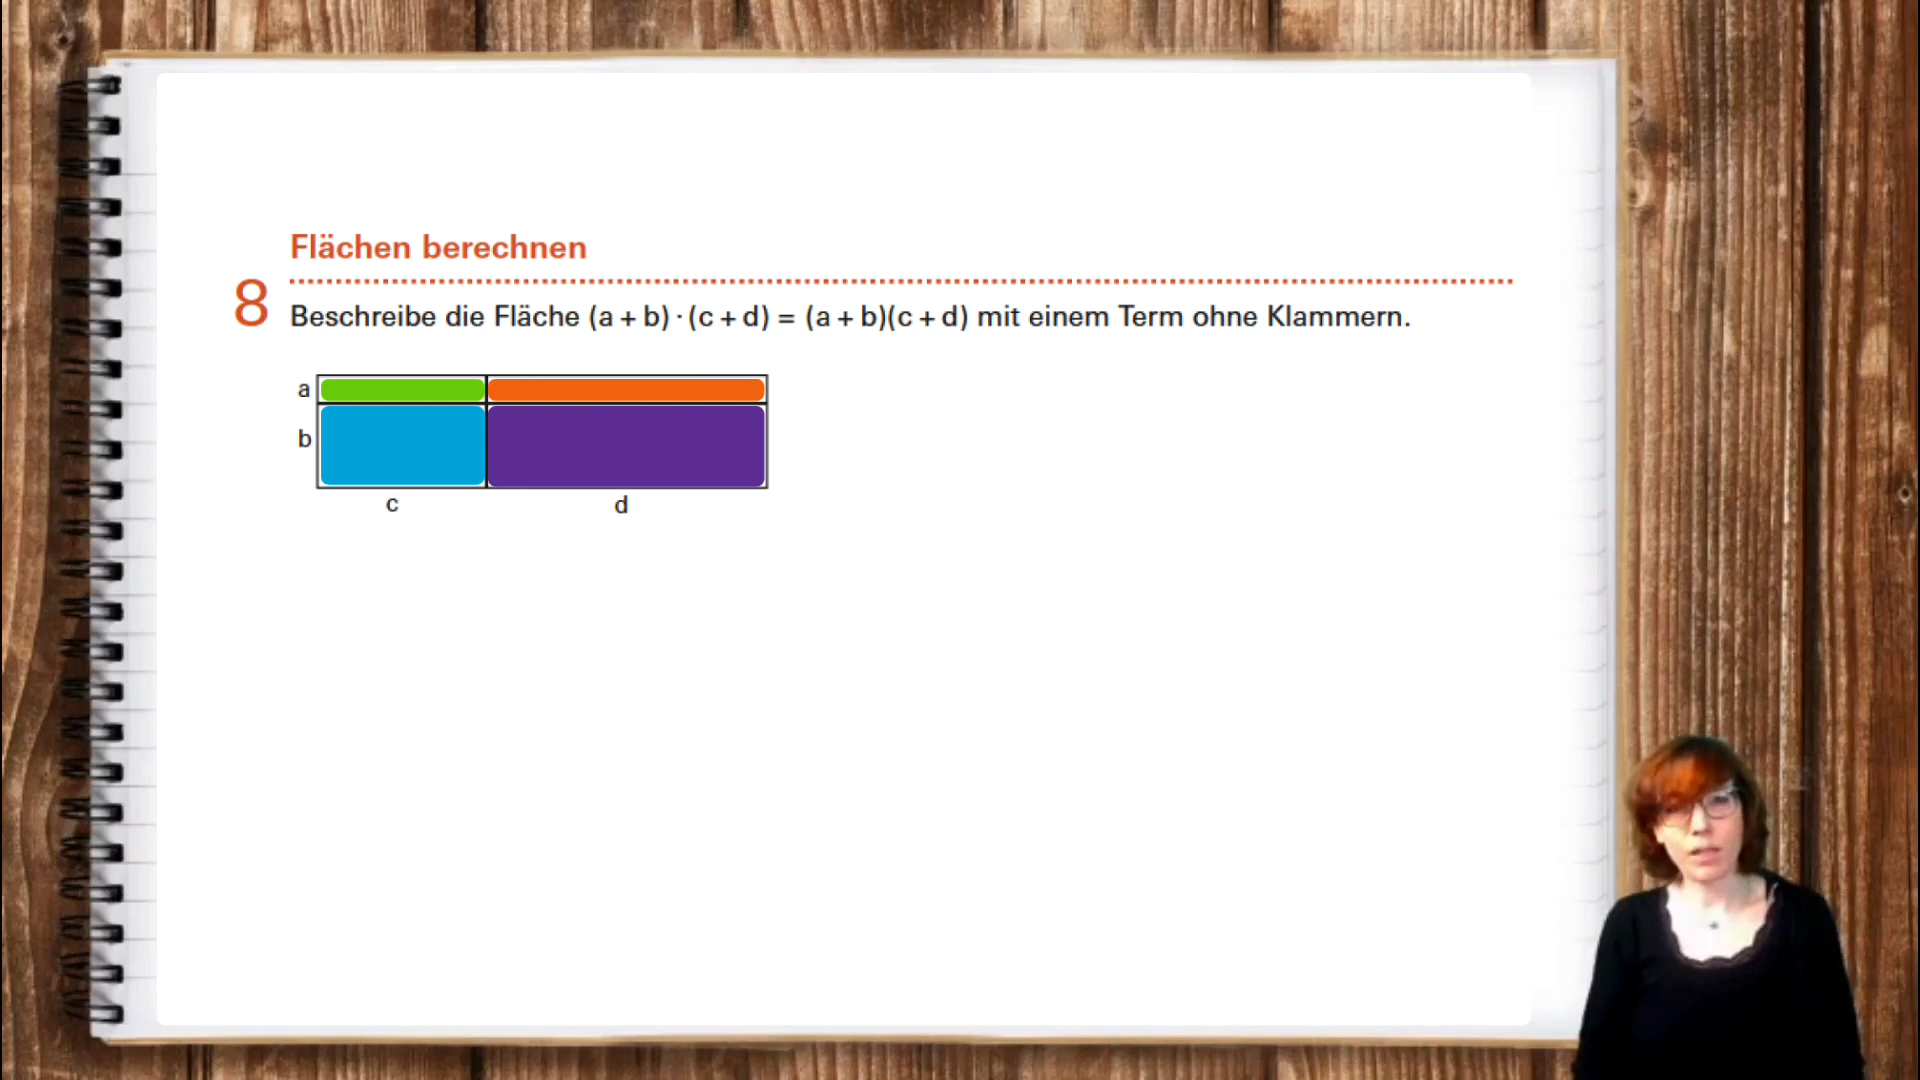 Flächen berechnen
8 Beschreibe die Fläche (a + b) · (c + d) = (a + b)(c + d) mit einem Term ohne Klammern.
a
b
c d